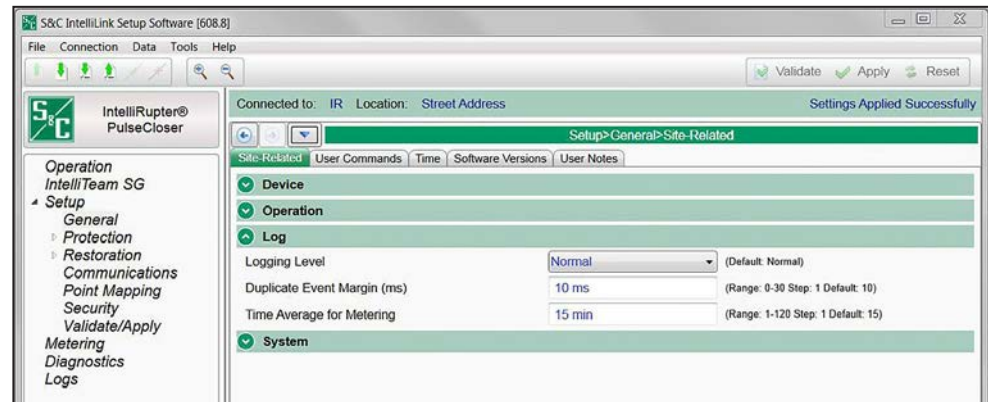 S&C IntelliLink Setup Software [608.8]
File Connection Data Tools Help
Validate Apply Reset
S&C
IntelliRupter®
PulseCloser
Connected to: IR Location: Street Address Settings Applied Successfully
Setup>General>Site-Related
Site-Related User Commands Time Software Versions User Notes
Operation
IntelliTeam SG
Setup
General
Protection
Restoration
Communications
Point Mapping
Security
Validate/Apply
Metering
Diagnostics
Logs
Device
Operation
Log
Logging Level Normal (Default: Normal)
Duplicate Event Margin (ms) 10 ms (Range: 0-30 Step: 1 Default: 10)
Time Average for Metering 15 min (Range: 1-120 Step: 1 Default: 15)
System